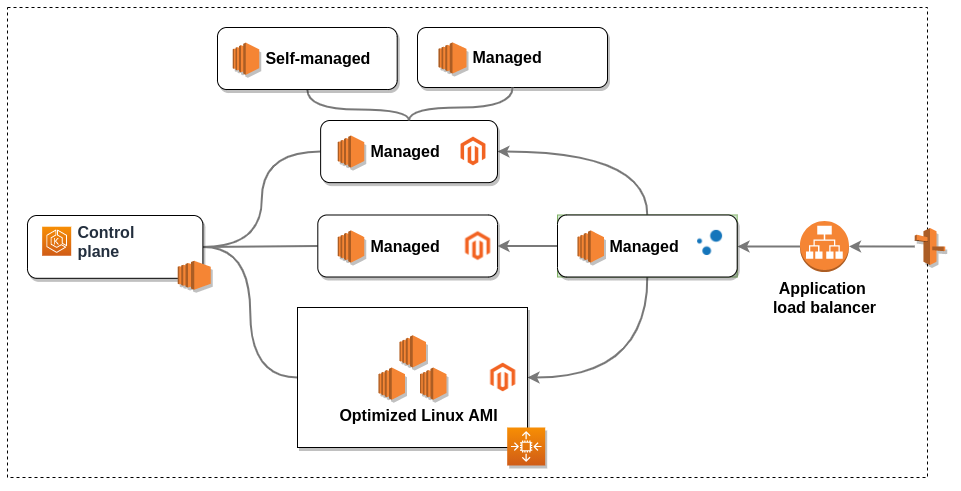 Self-managed
Managed
Managed
Control
plane
Managed
Managed
Application
load balancer
Optimized Linux AMI